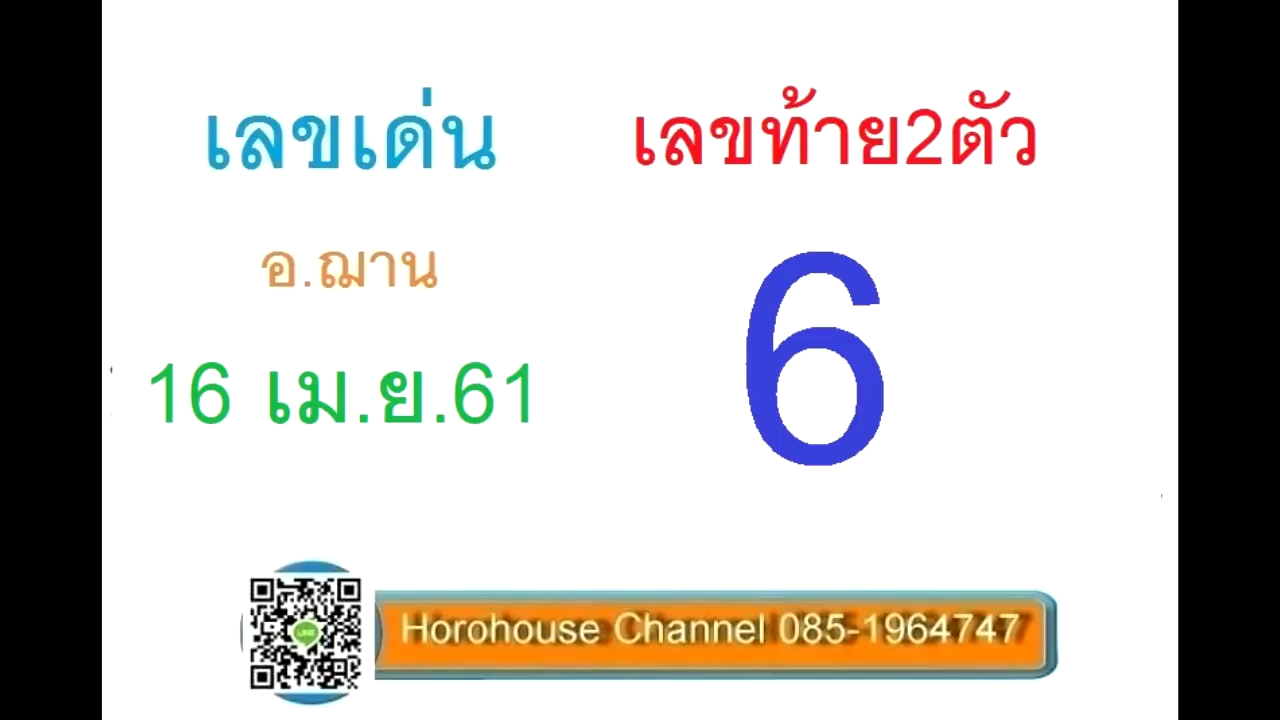 เลขเด่น
อ.ฌาน
16 เม.ย.61
เลขท้าย2ตัว
6
LINE
Horohouse Channel 085-1964747